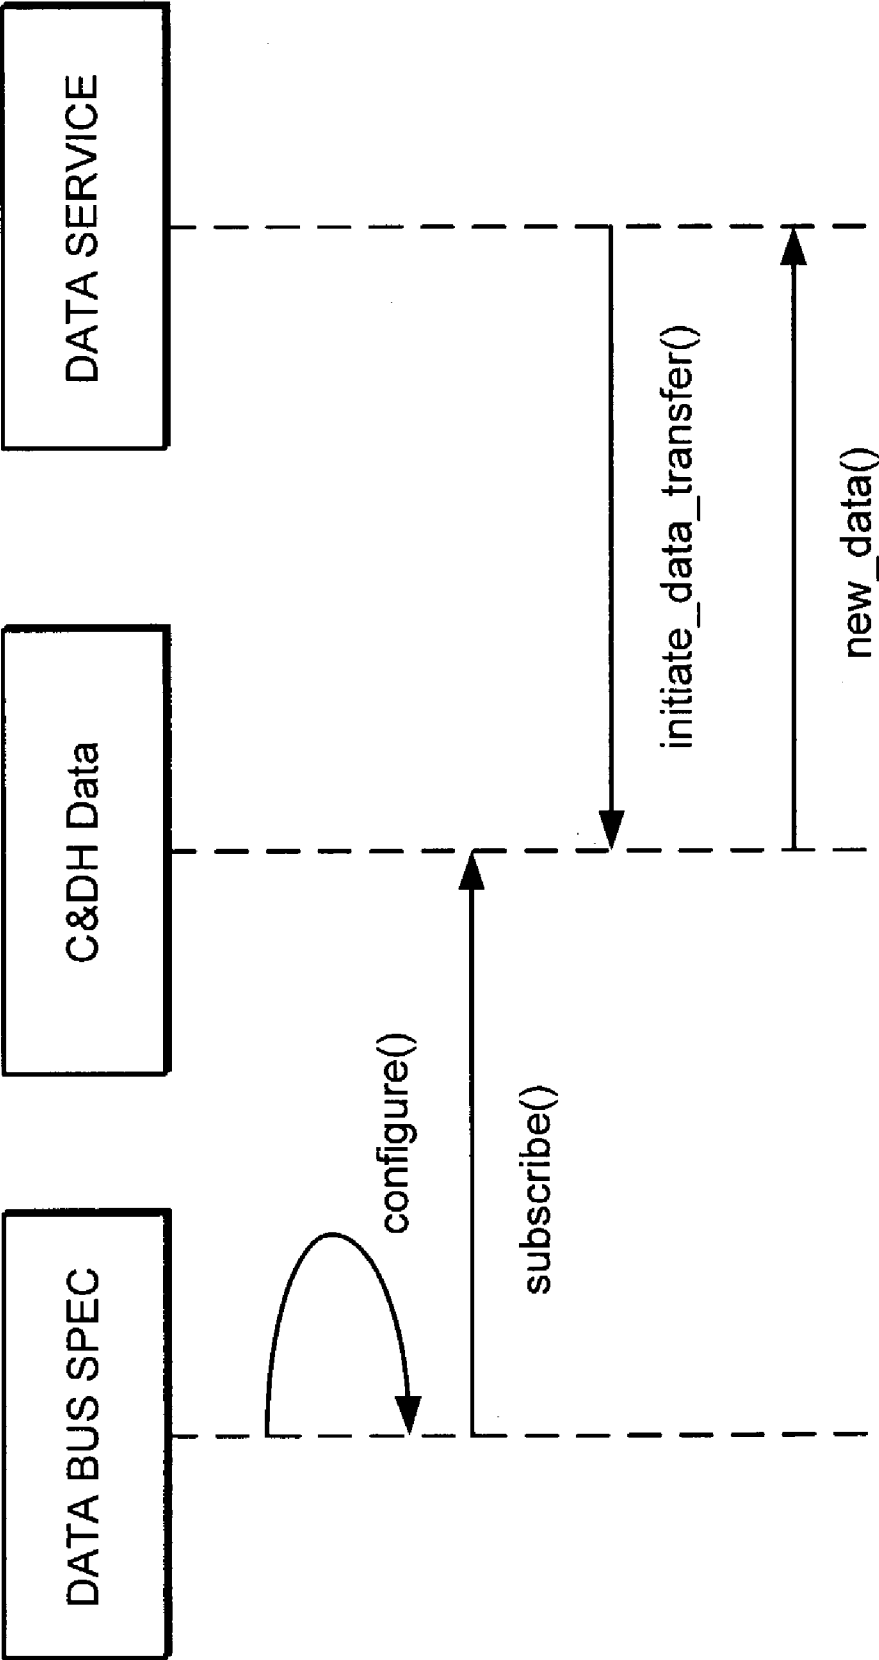 DATA BUS SPEC
C&DH Data
DATA SERVICE
configure()
subscribe()
initiate_data_transfer()
new_data()